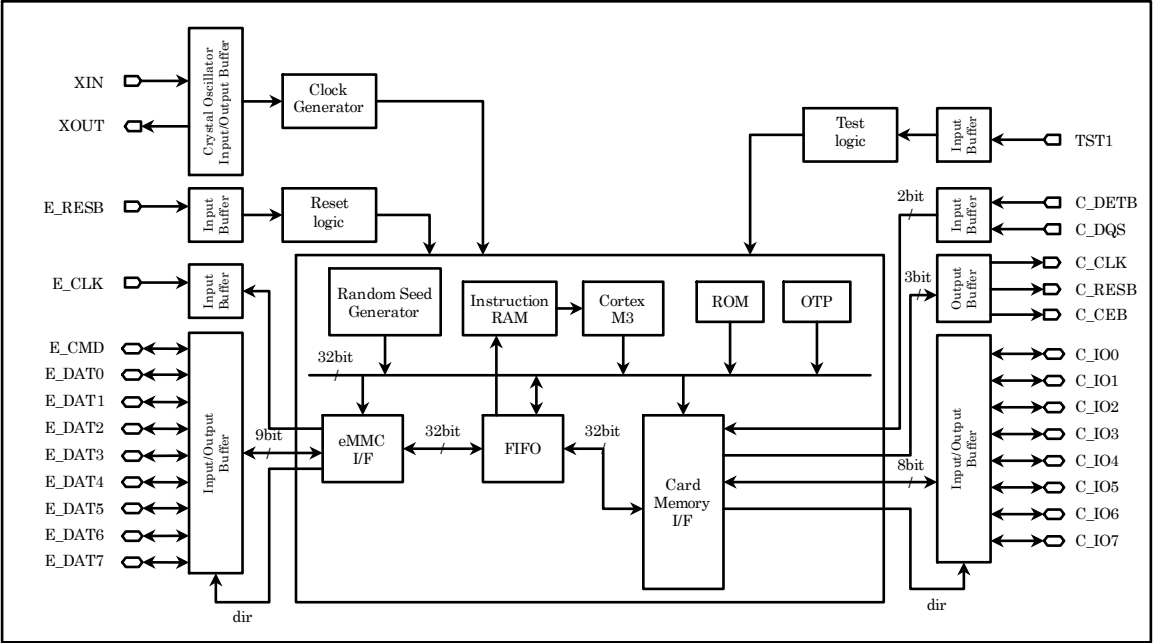 XIN
XOUT
Crystal Oscillator
Input/Output Buffer
Clock
Generator
Test
logic
Input
Buffer
TST1
E_RESB
Input
Buffer
Reset
logic
2bit
Input
Buffer
C_DETB
C_DQS
E_CLK
Input
Buffer
3bit
Output
Buffer
C_CLK
C_RESB
C_CEB
Random Seed
Generator
Instruction
RAM
Cortex
M3
ROM
OTP
32bit
E_CMD
E_DAT0
E_DAT1
E_DAT2
E_DAT3
E_DAT4
E_DAT5
E_DAT6
E_DAT7
Input/Output
Buffer
9bit
eMMC
I/F
32bit
FIFO
32bit
Card
Memory
I/F
8bit
Input/Output
Buffer
C_IO0
C_IO1
C_IO2
C_IO3
C_IO4
C_IO5
C_IO6
C_IO7
dir
dir